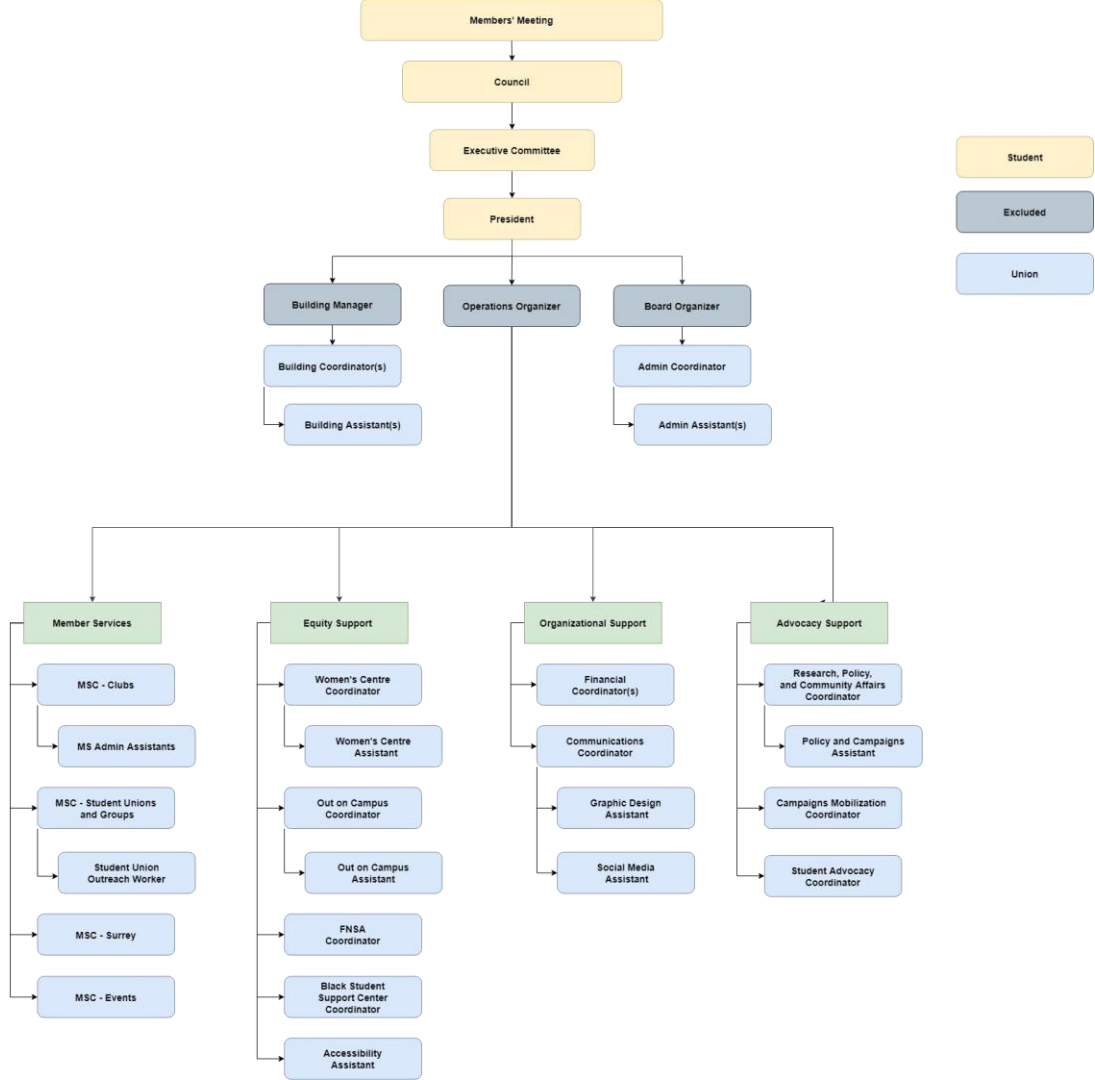 Members' Meeting
Council
Executive Committee
President
Student
Excluded
Union
Building Manager
Operations Organizer
Board Organizer
Building Coordinator(s)
Admin Coordinator
Building Assistant(s)
Admin Assistant(s)
Member Services
MSC - Clubs
MS Admin Assistants
MSC - Student Unions
and Groups
Student Union
Outreach Worker
MSC - Surrey
MSC - Events
Equity Support
Women's Centre
Coordinator
Women's Centre
Assistant
Out on Campus
Coordinator
Out on Campus
Assistant
FNSA
Coordinator
Black Student
Support Center
Coordinator
Accessibility
Assistant
Organizational Support
Financial
Coordinator(s)
Communications
Coordinator
Graphic Design
Assistant
Social Media
Assistant
Advocacy Support
Research, Policy,
and Community Affairs
Coordinator
Policy and Campaigns
Assistant
Campaigns Mobilization
Coordinator
Student Advocacy
Coordinator